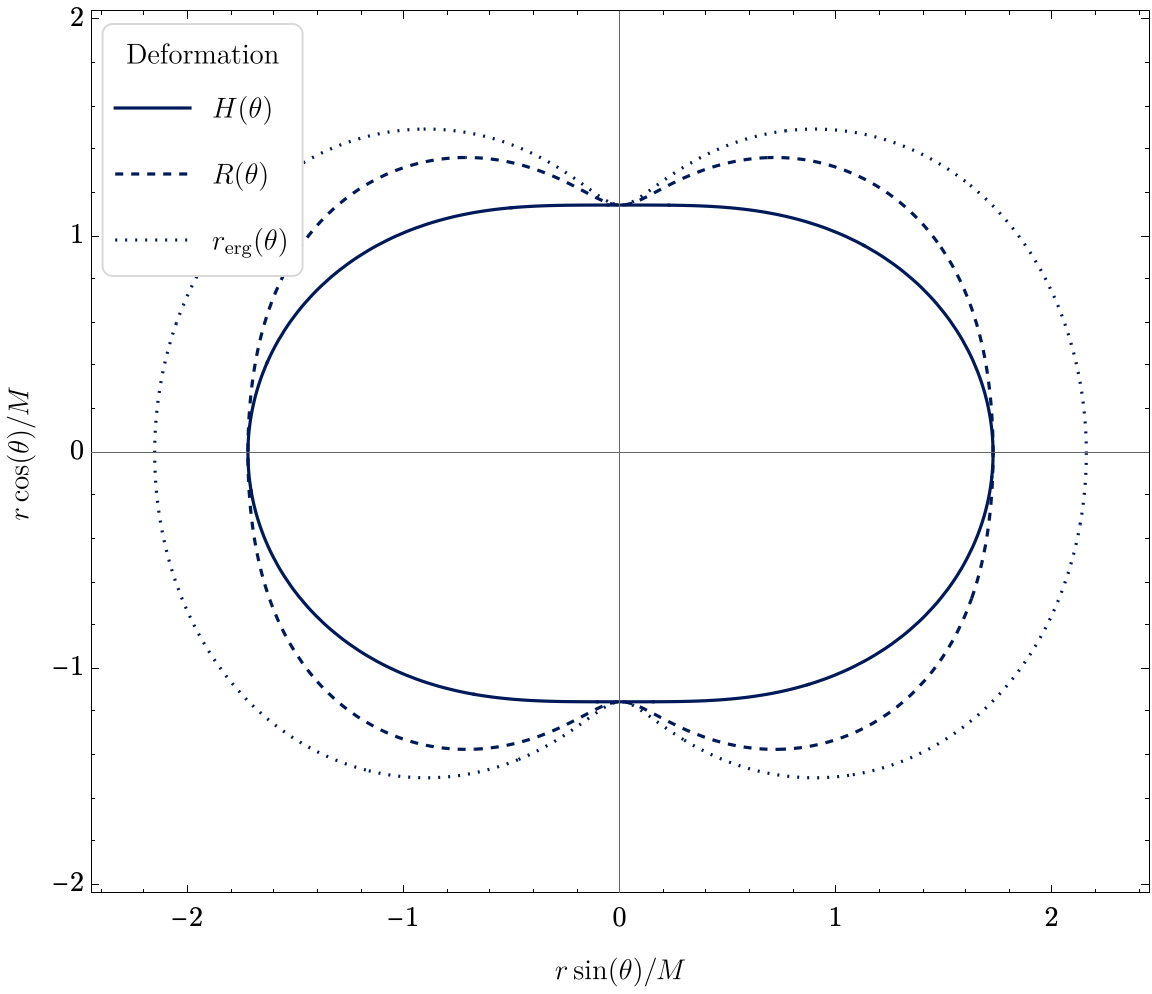 Deformation
H(θ)
R(θ)
r_erg(θ)
2
1
0
−1
−2
r cos(θ)/M
−2 −1 0 1 2
r sin(θ)/M